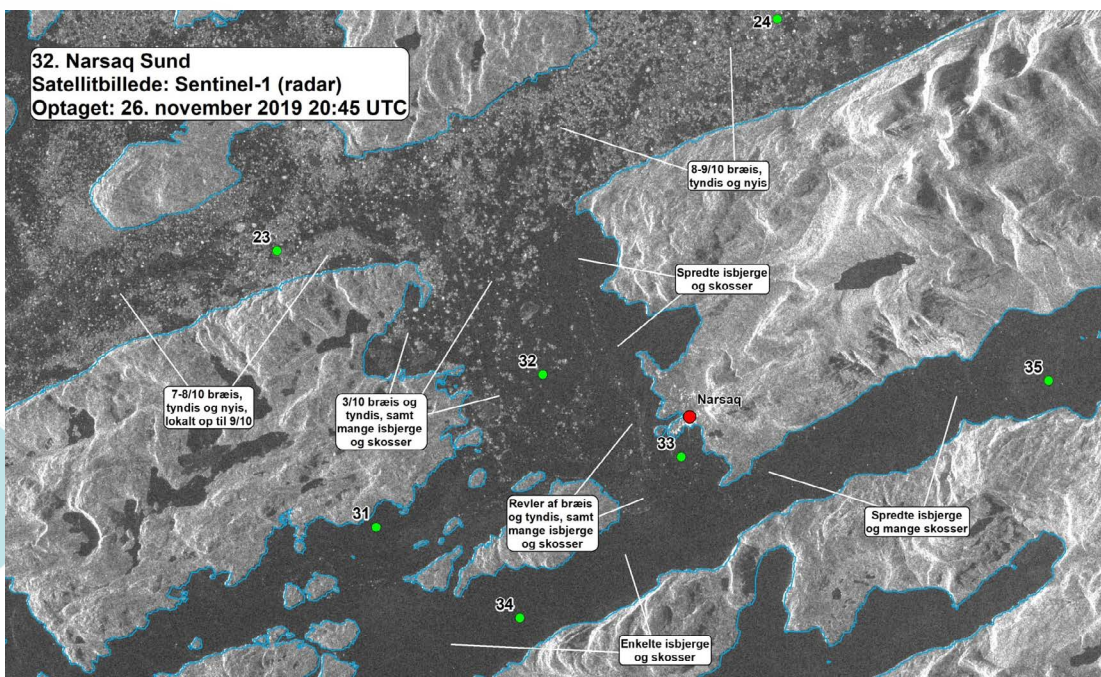 32. Narsaq Sund
Satellitbillede: Sentinel-1 (radar)
Optaget: 26. november 2019 20:45 UTC
24
8-9/10 bræis,
tyndis og nyis
23
Spredte isbjerge
og skosser
32
35
7-8/10 bræis,
tyndis og nyis,
lokalt op til 9/10
3/10 bræis og
tyndis, samt
mange isbjerge
og skosser
Narsaq
33
31
Revler af bræis
og tyndis, samt
mange isbjerge
og skosser
Spredte isbjerge
og mange skosser
34
Enkelte isbjerge
og skosser